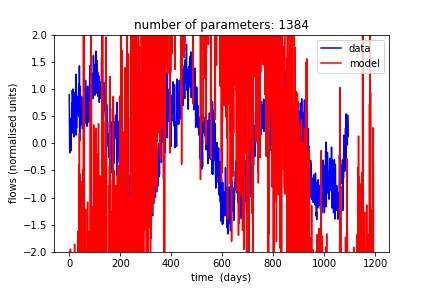 number of parameters: 1384
2.0
1.5
1.0
0.5
0.0
−0.5
−1.0
−1.5
−2.0
flows (normalised units)
data
model
0 200 400 600 800 1000 1200
time (days)